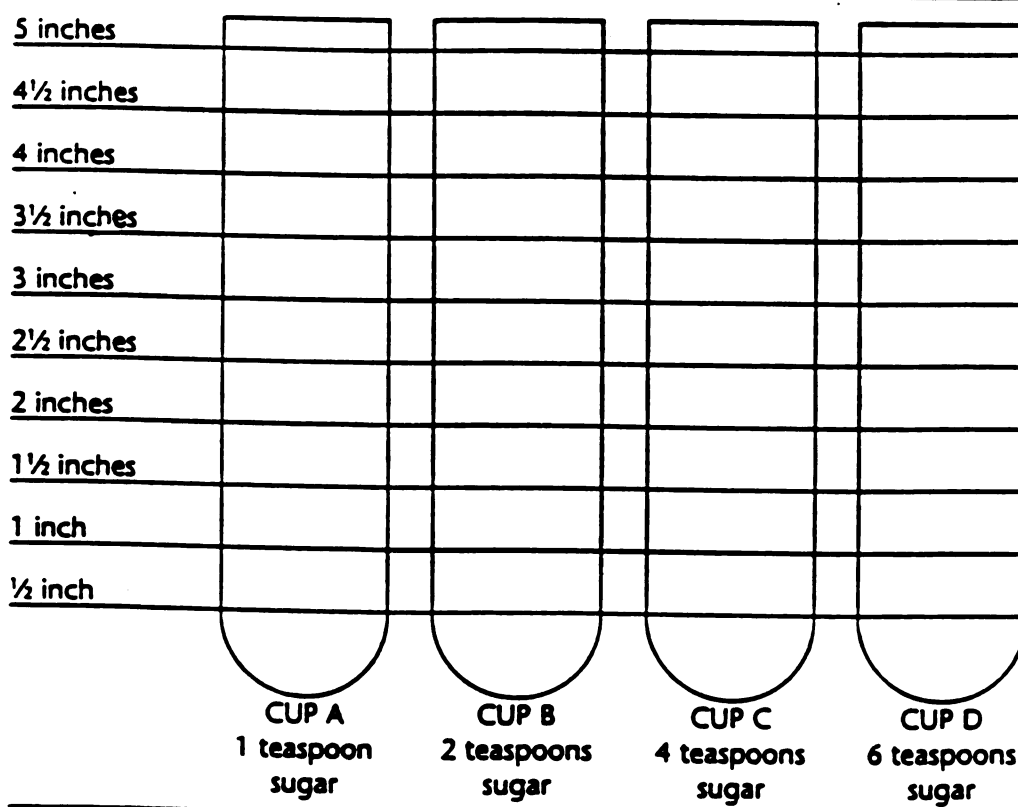 5 inches
4½ inches
4 inches
3½ inches
3 inches
2½ inches
2 inches
1½ inches
1 inch
½ inch
CUP A CUP B CUP C CUP D
1 teaspoon 2 teaspoons 4 teaspoons 6 teaspoons
sugar sugar sugar sugar